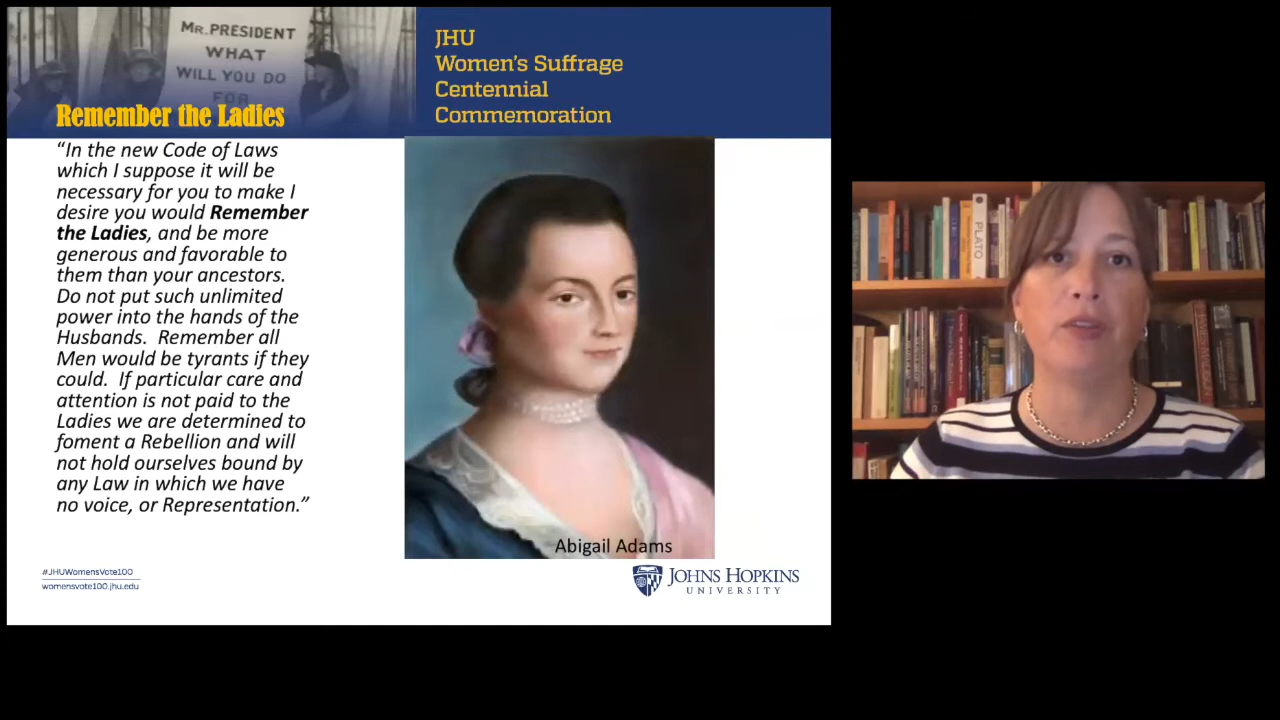 MR. PRESIDENT
WHAT
WILL YOU DO
FOR
Remember the Ladies
JHU
Women's Suffrage
Centennial
Commemoration
“In the new Code of Laws
which I suppose it will be
necessary for you to make I
desire you would Remember
the Ladies, and be more
generous and favorable to
them than your ancestors.
Do not put such unlimited
power into the hands of the
Husbands.  Remember all
Men would be tyrants if they
could.  If particular care and
attention is not paid to the
Ladies we are determined to
foment a Rebellion and will
not hold ourselves bound by
any Law in which we have
no voice, or Representation.”
Abigail Adams
#JHUWomensVote100
womensvote100.jhu.edu
JOHNS HOPKINS
UNIVERSITY
PLATO